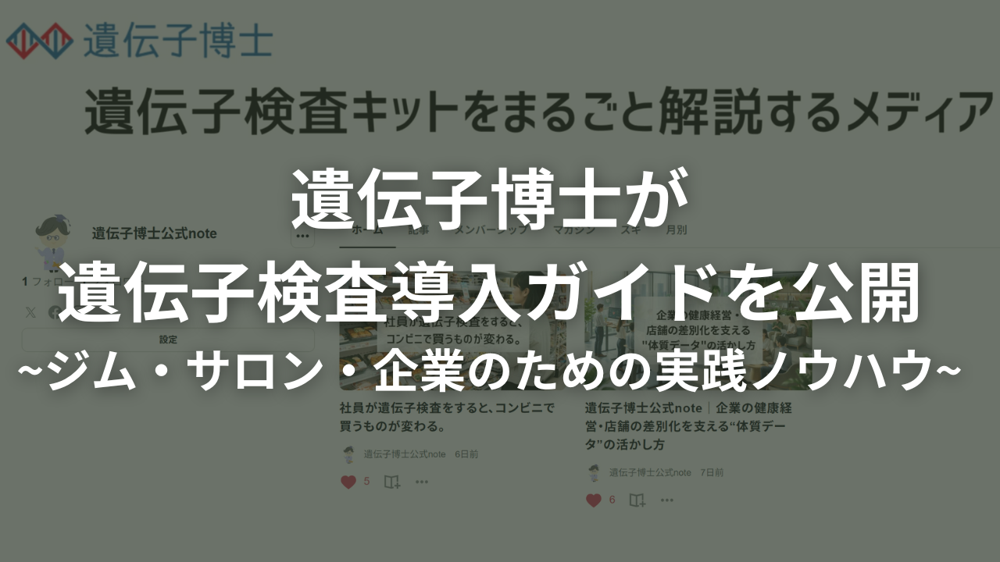 遺伝子博士
遺伝子検査キットをまるごと解説するメディア
遺伝子博士が
遺伝子検査導入ガイドを公開
~ジム・サロン・企業のための実践ノウハウ~
遺伝子博士公式note
ホーム 記事 メンバーシップ マガジン スキ 月別
1 フォロー
設定
社員が遺伝子検査をすると、
コンビニで買うものが変わる。
企業の健康経営・
店舗の差別化を支える
"体質データ"の活かし方
社員が遺伝子検査をすると、コンビニで
買うものが変わる。
遺伝子博士公式note 6日前
5
遺伝子博士公式note｜企業の健康経
営・店舗の差別化を支える“体質デー
タ”の活かし方
遺伝子博士公式note 7日前
6